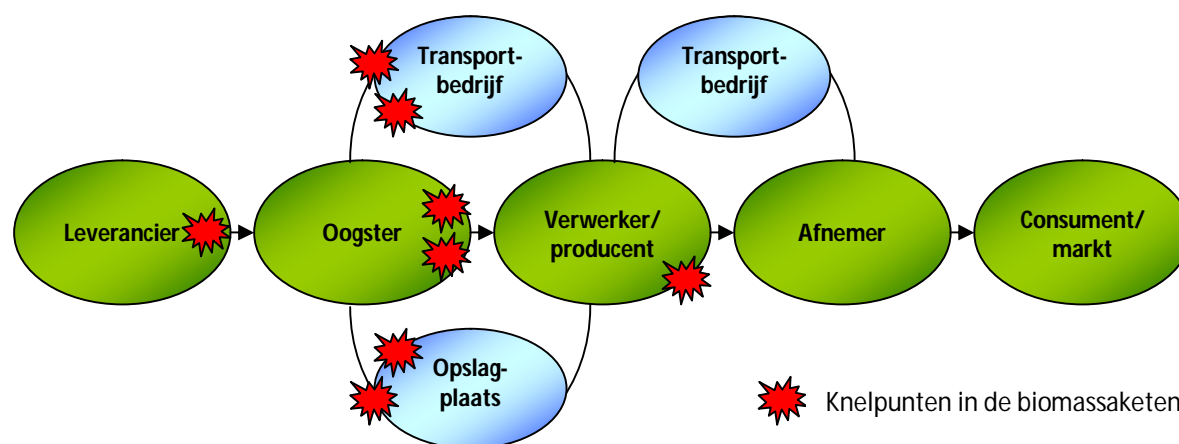 Transport-
bedrijf
Transport-
bedrijf
Leverancier
Oogster
Verwerker/
producent
Afnemer
Consument/
markt
Opslag-
plaats
Knelpunten in de biomassaketen